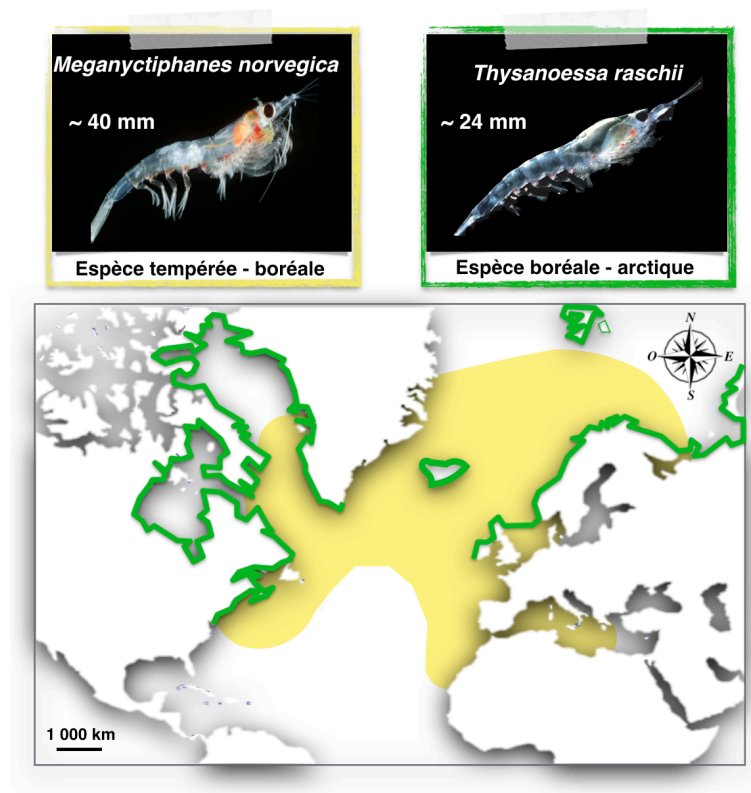 Meganyctiphanes norvegica
~ 40 mm
Espèce tempérée - boréale
Thysanoessa raschii
~ 24 mm
Espèce boréale - arctique
N
O
E
S
1 000 km